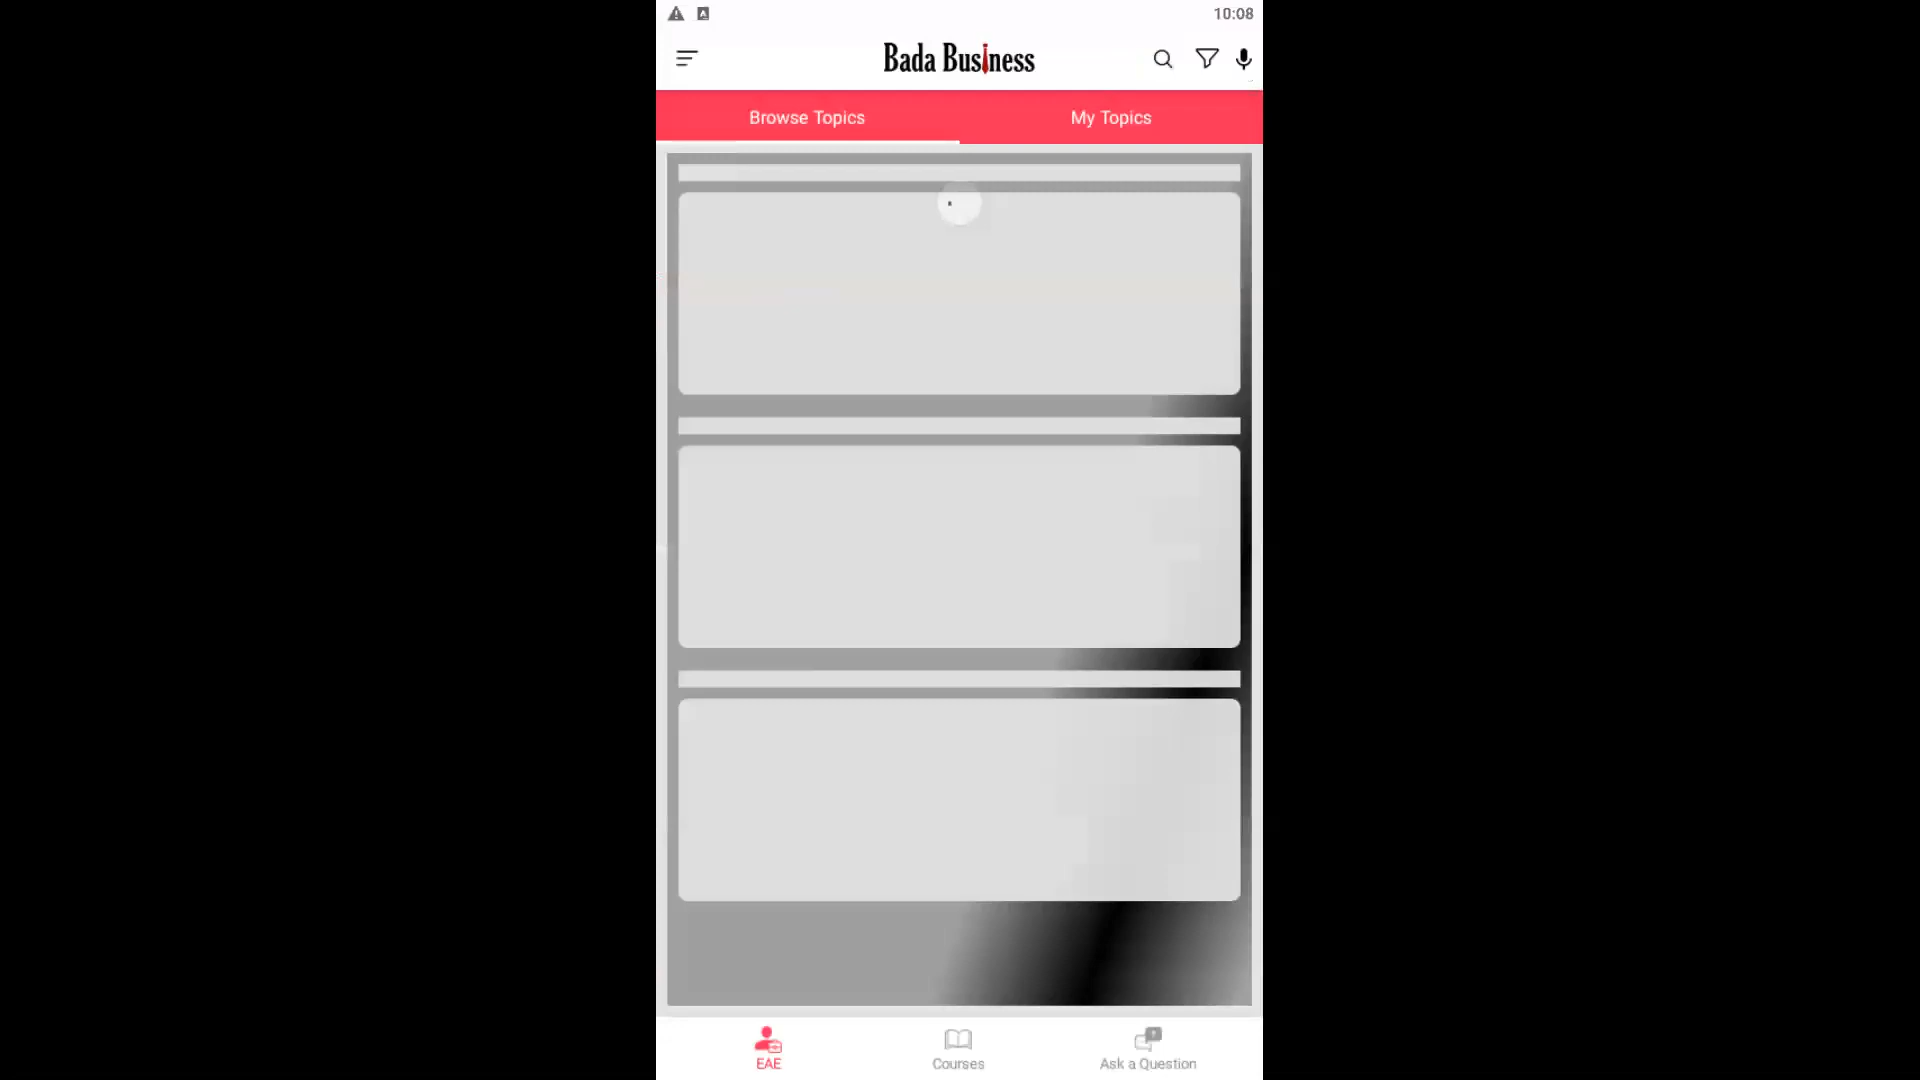 10:08
Bada Business
Browse Topics
My Topics
EAE
Courses
Ask a Question